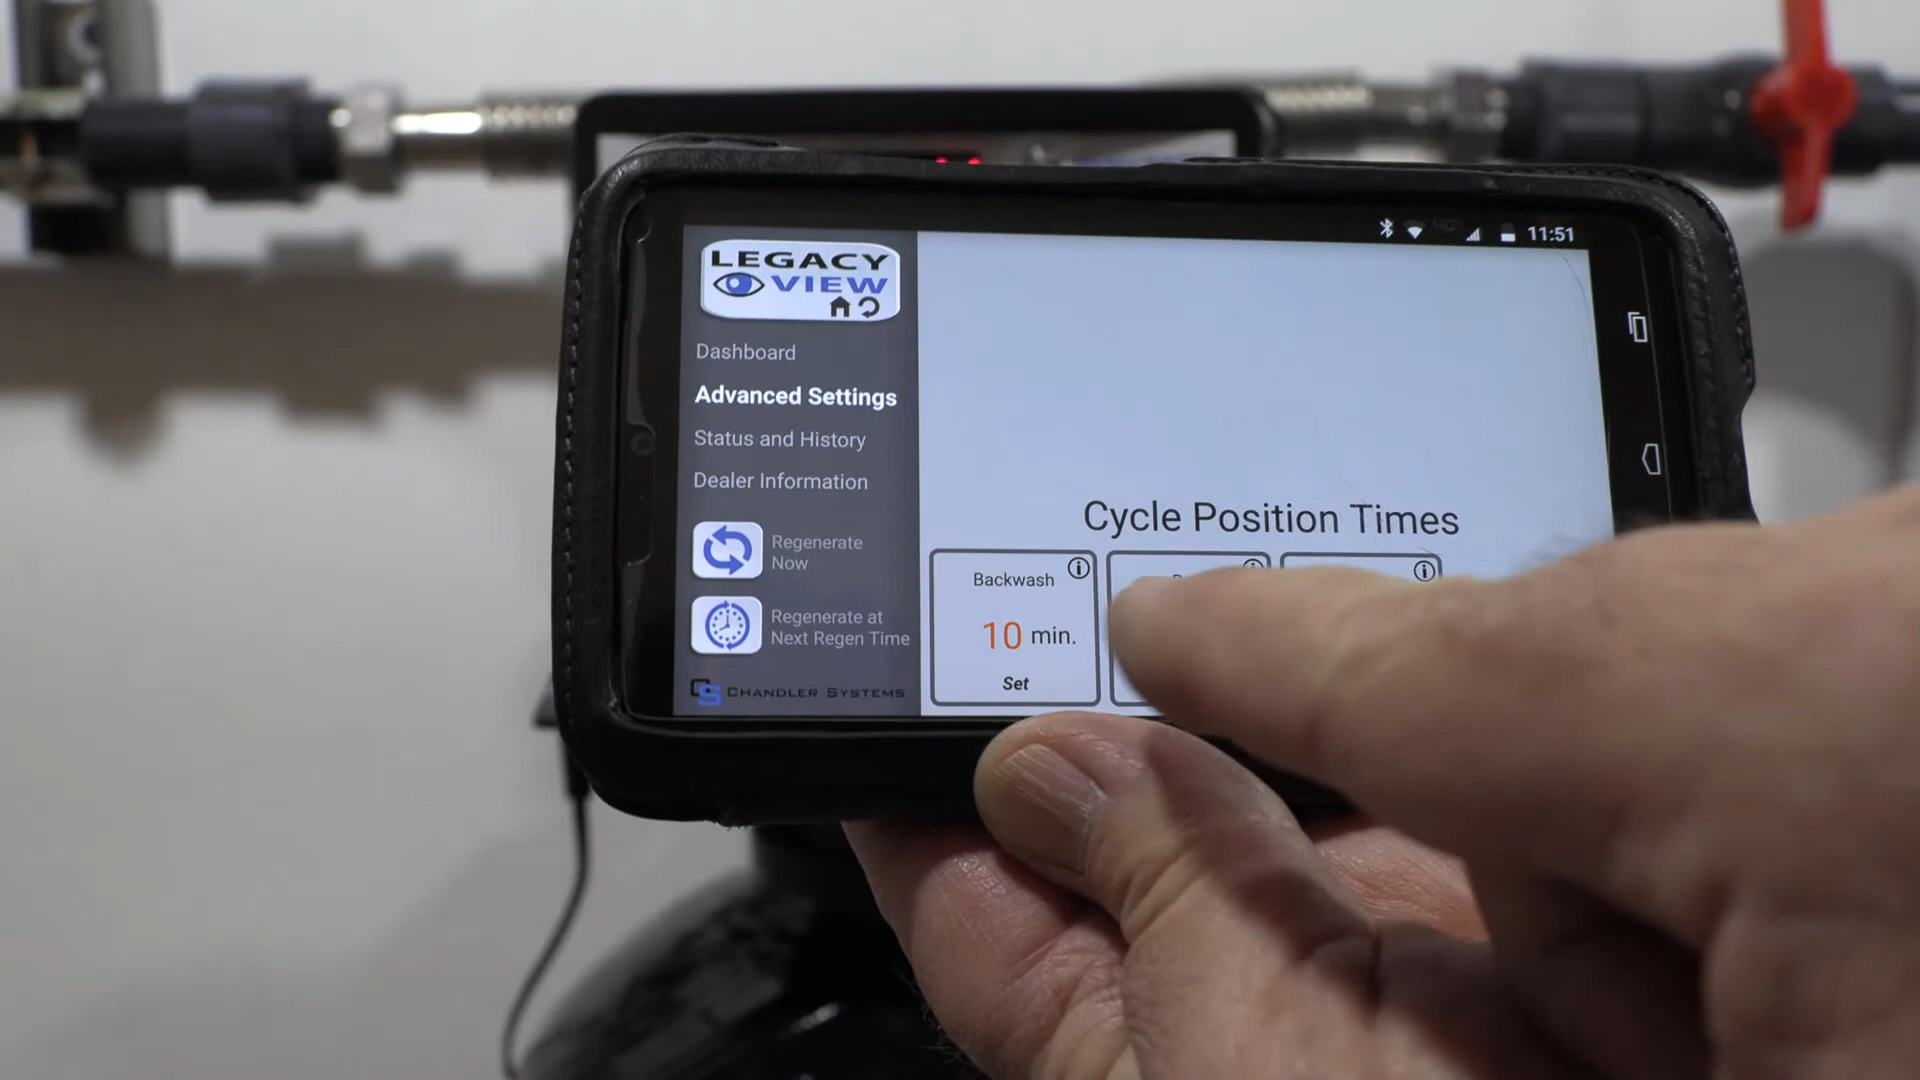 11:51
LEGACY
VIEW
Dashboard
Advanced Settings
Status and History
Dealer Information
Regenerate
Now
Regenerate at
Next Regen Time
CS CHANDLER SYSTEMS
Cycle Position Times
Backwash
10 min.
Set